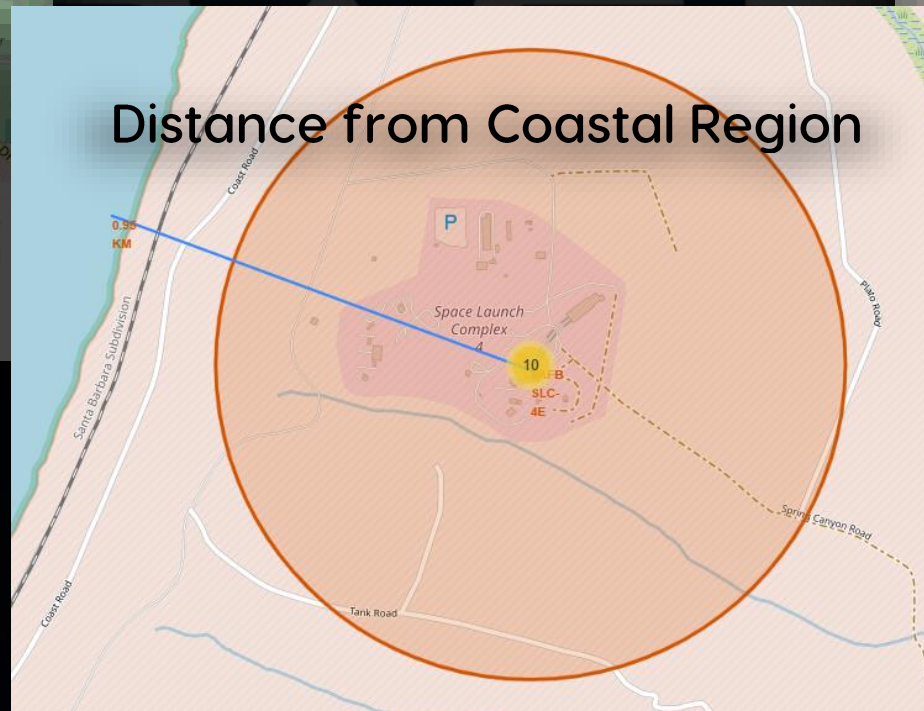 Distance from Coastal Region
Coast Road
P
KM
Plato Road
Space Launch
Complex
4
10
SLC-
4E
Santa Barbara Subdivision
Spring Canyon Road
Coast Road
Tank Road